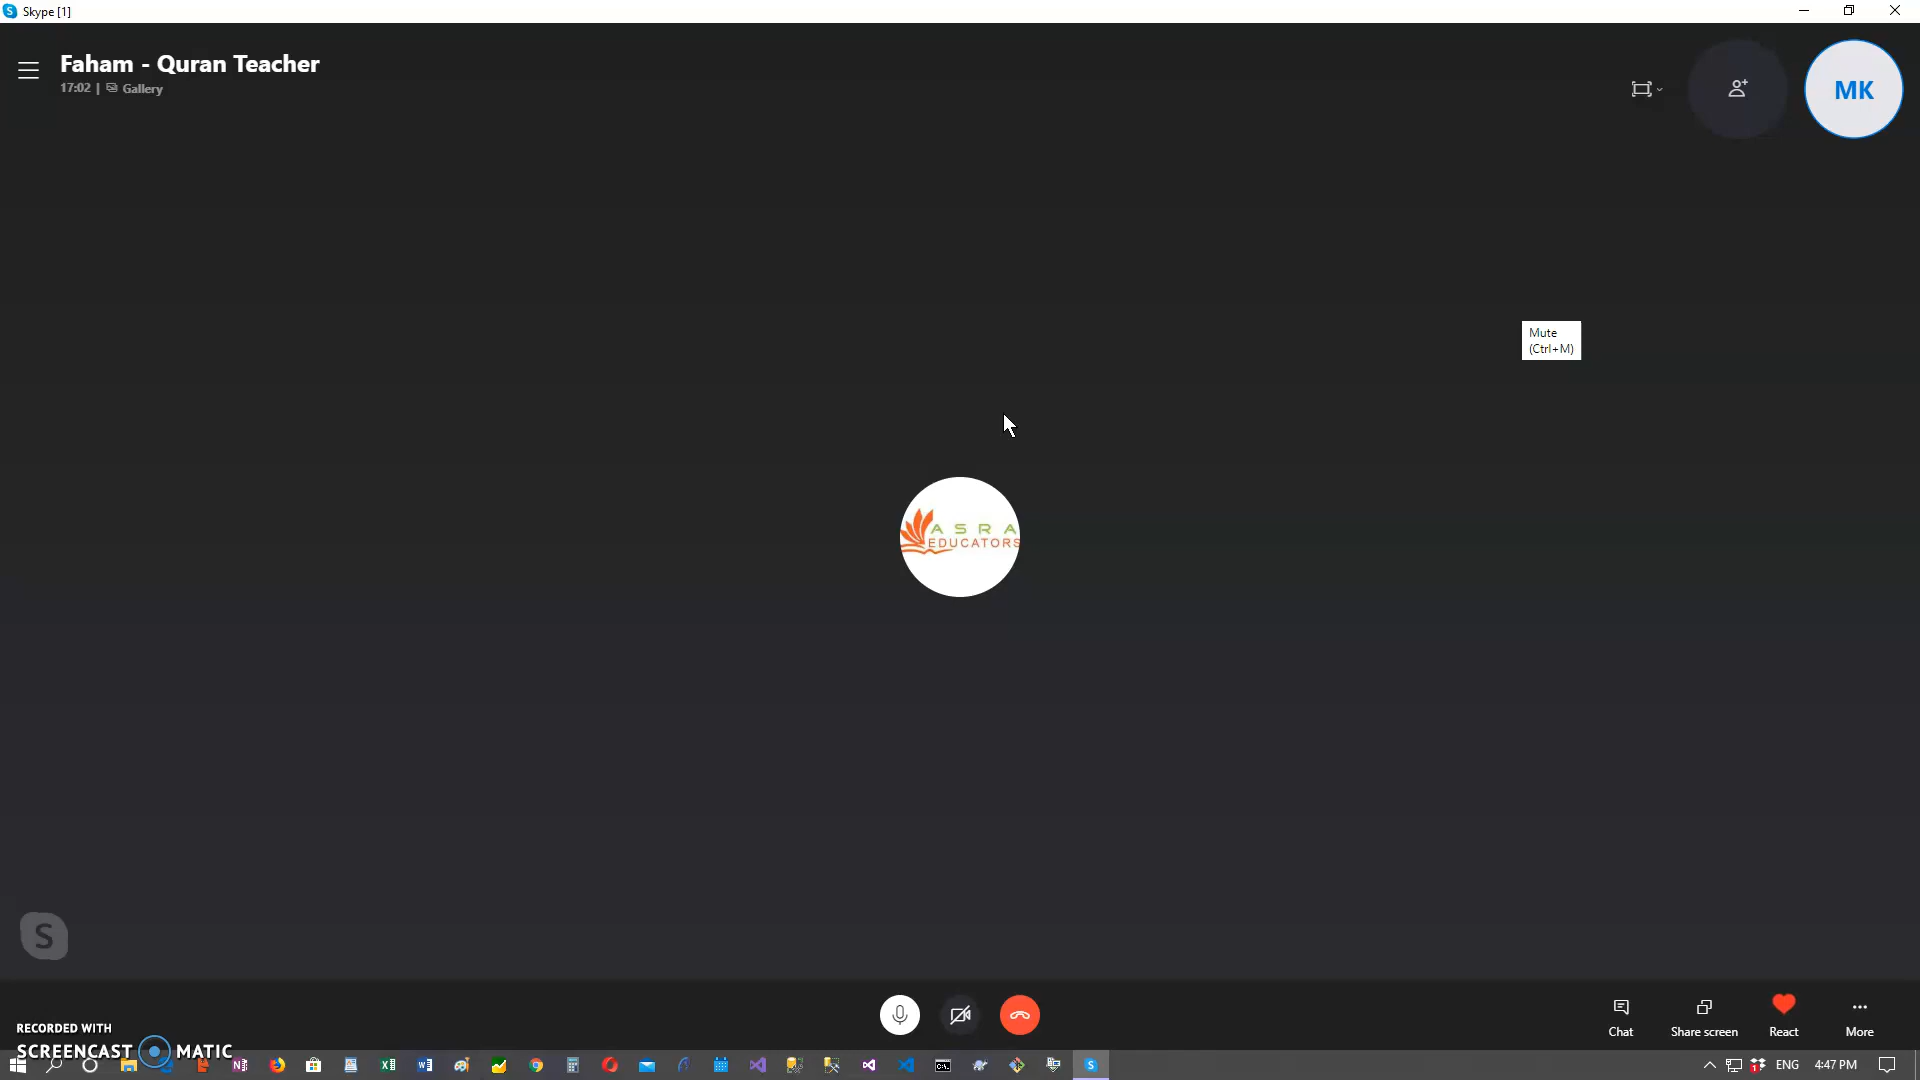 Skype [1]
Faham - Quran Teacher
17:02 | Gallery
MK
Mute
(Ctrl+M)
ASRA
EDUCATORS
S
Chat
Share screen
React
More
RECORDED WITH
SCREENCAST MATIC
ENG
4:47 PM